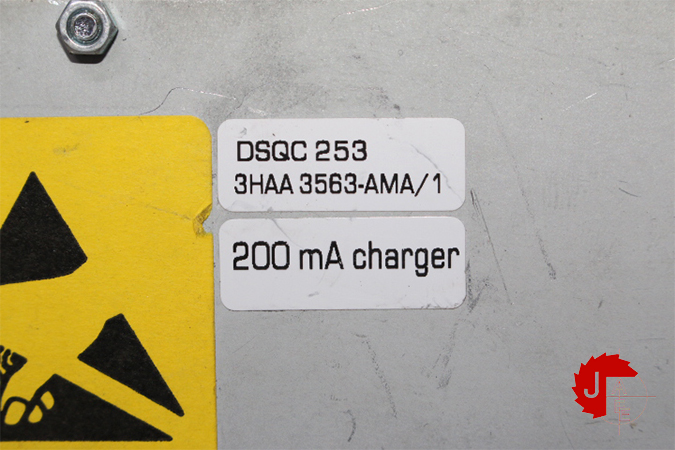 DSQC 253
3HAA 3563-AMA/1
200 mA charger
J